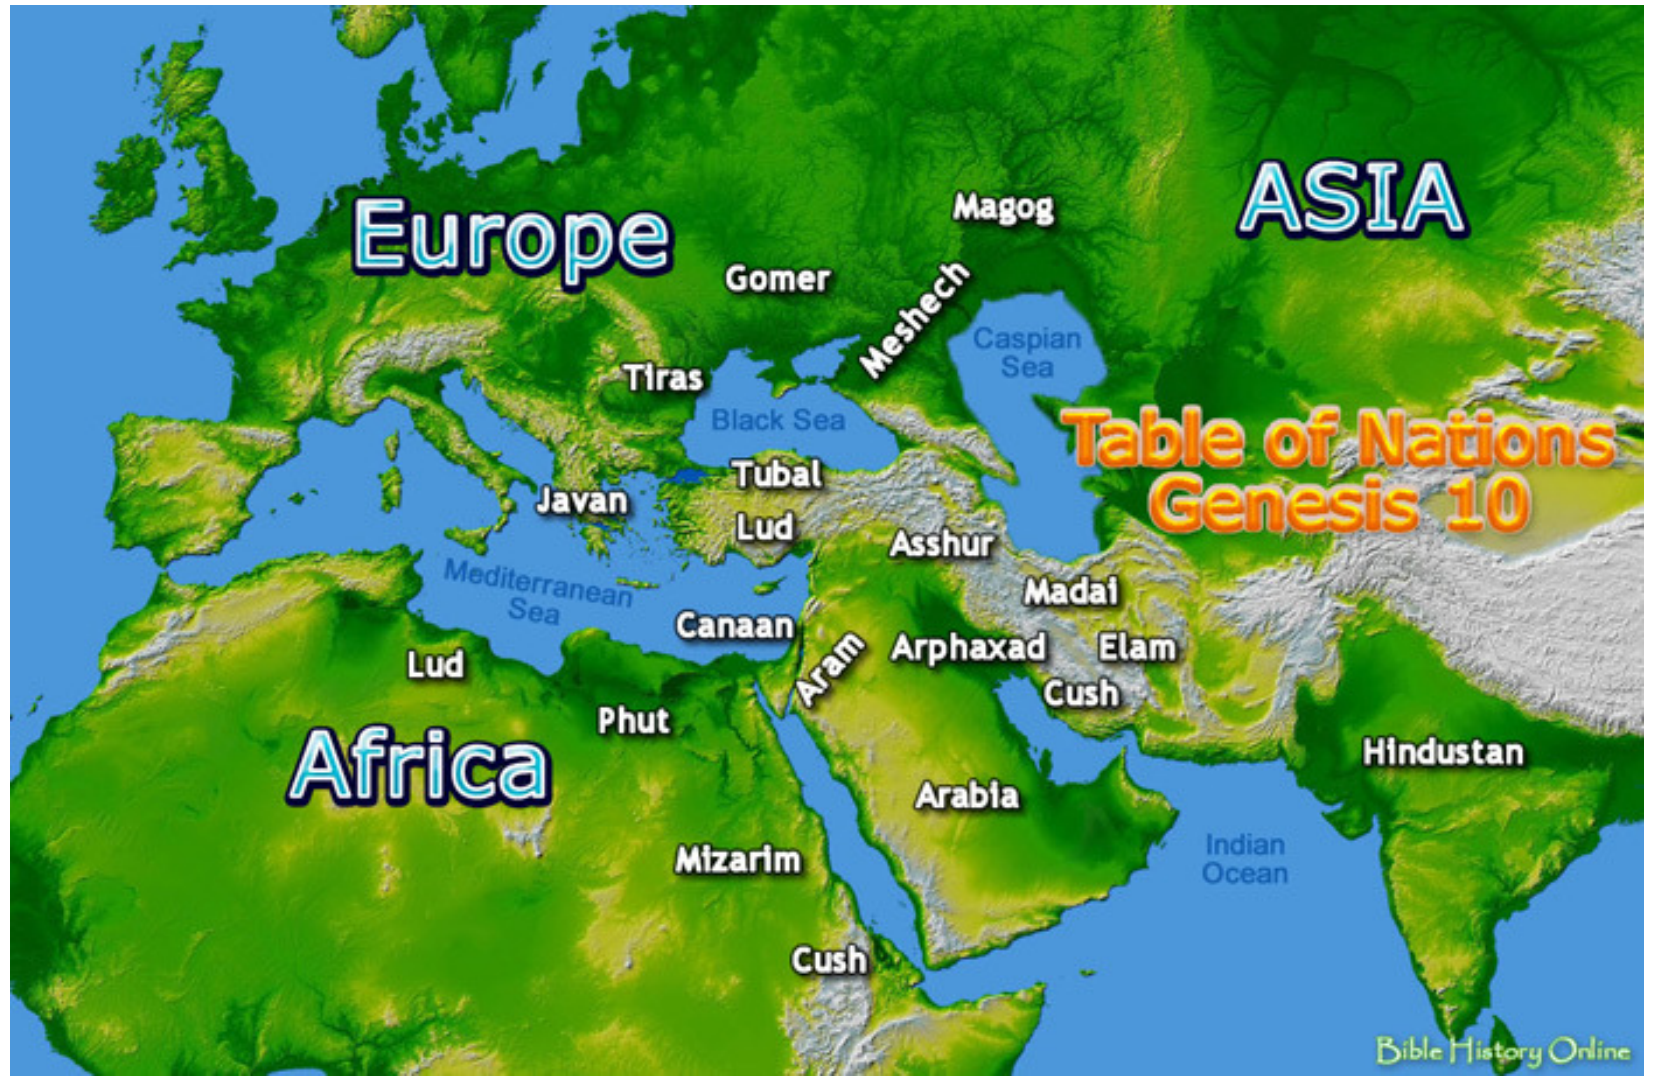 Magog
ASIA
Europe
Gomer
Meshech
Caspian
Sea
Tiras
Black Sea
Table of Nations
Genesis 10
Tubal
Javan
Lud
Asshur
Mediterranean
Sea
Madai
Canaan
Aram
Arphaxad
Elam
Lud
Cush
Phut
Africa
Hindustan
Arabia
Indian
Ocean
Mizarim
Cush
Bible History Online